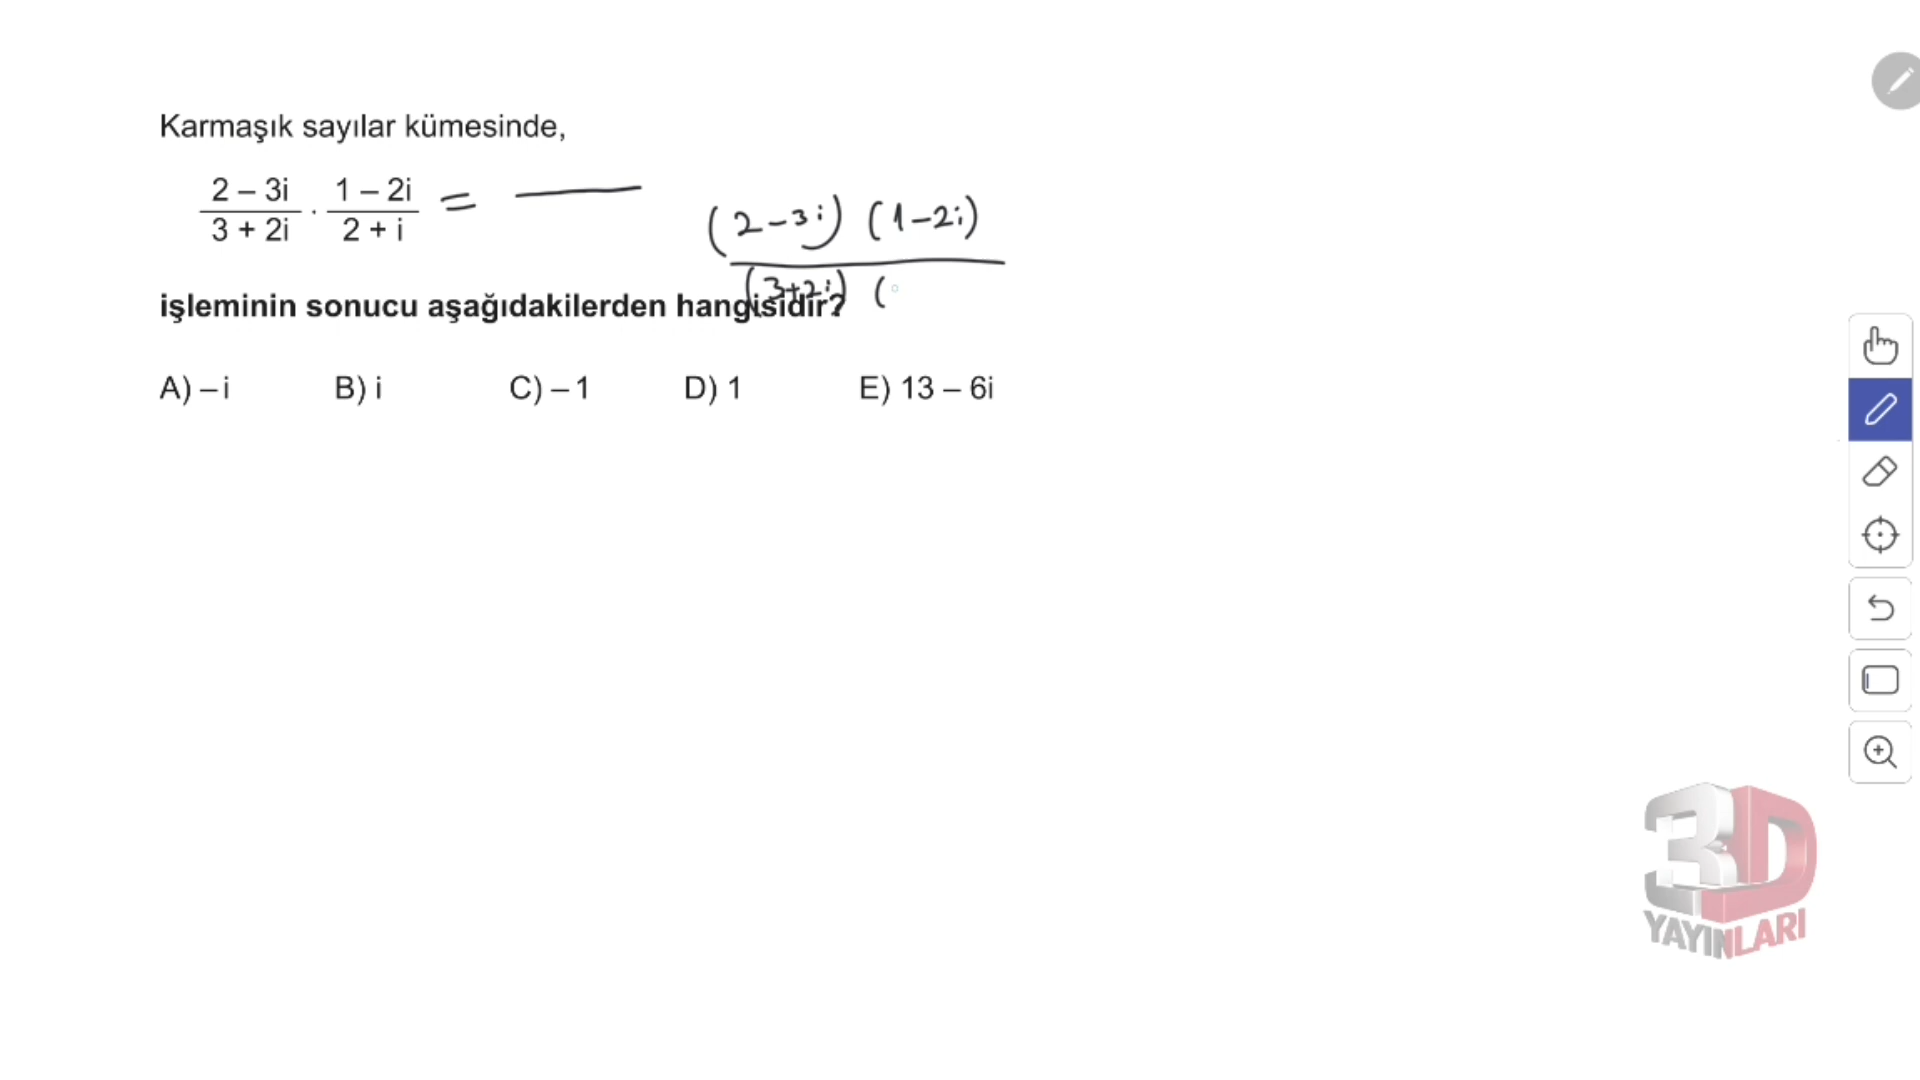 Karmaşık sayılar kümesinde,
2 – 3i / 3 + 2i · 1 – 2i / 2 + i =
(2-3i) (1-2i)
(3+2i) (
işleminin sonucu aşağıdakilerden hangisidir?
A) – i B) i C) – 1 D) 1 E) 13 – 6i
3D
YAYINLARI